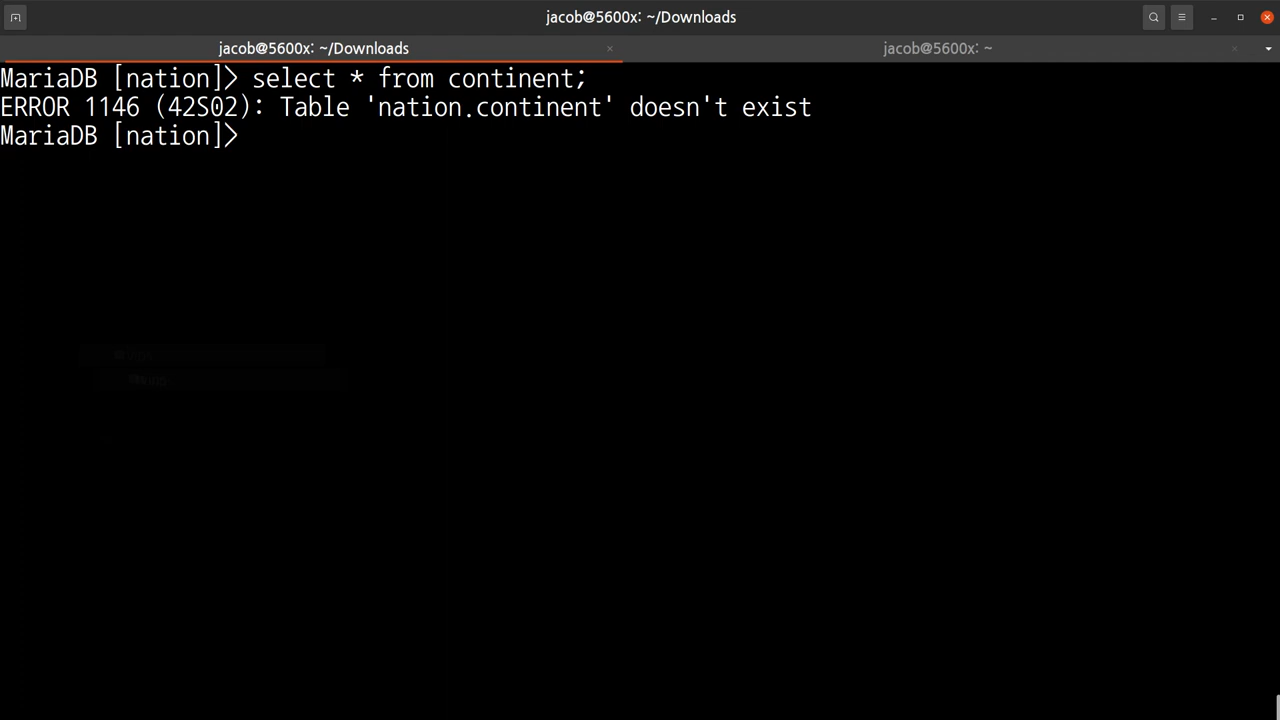 jacob@5600x: ~/Downloads
jacob@5600x: ~/Downloads
jacob@5600x: ~
MariaDB [nation]> select * from continent;
ERROR 1146 (42S02): Table 'nation.continent' doesn't exist
MariaDB [nation]>